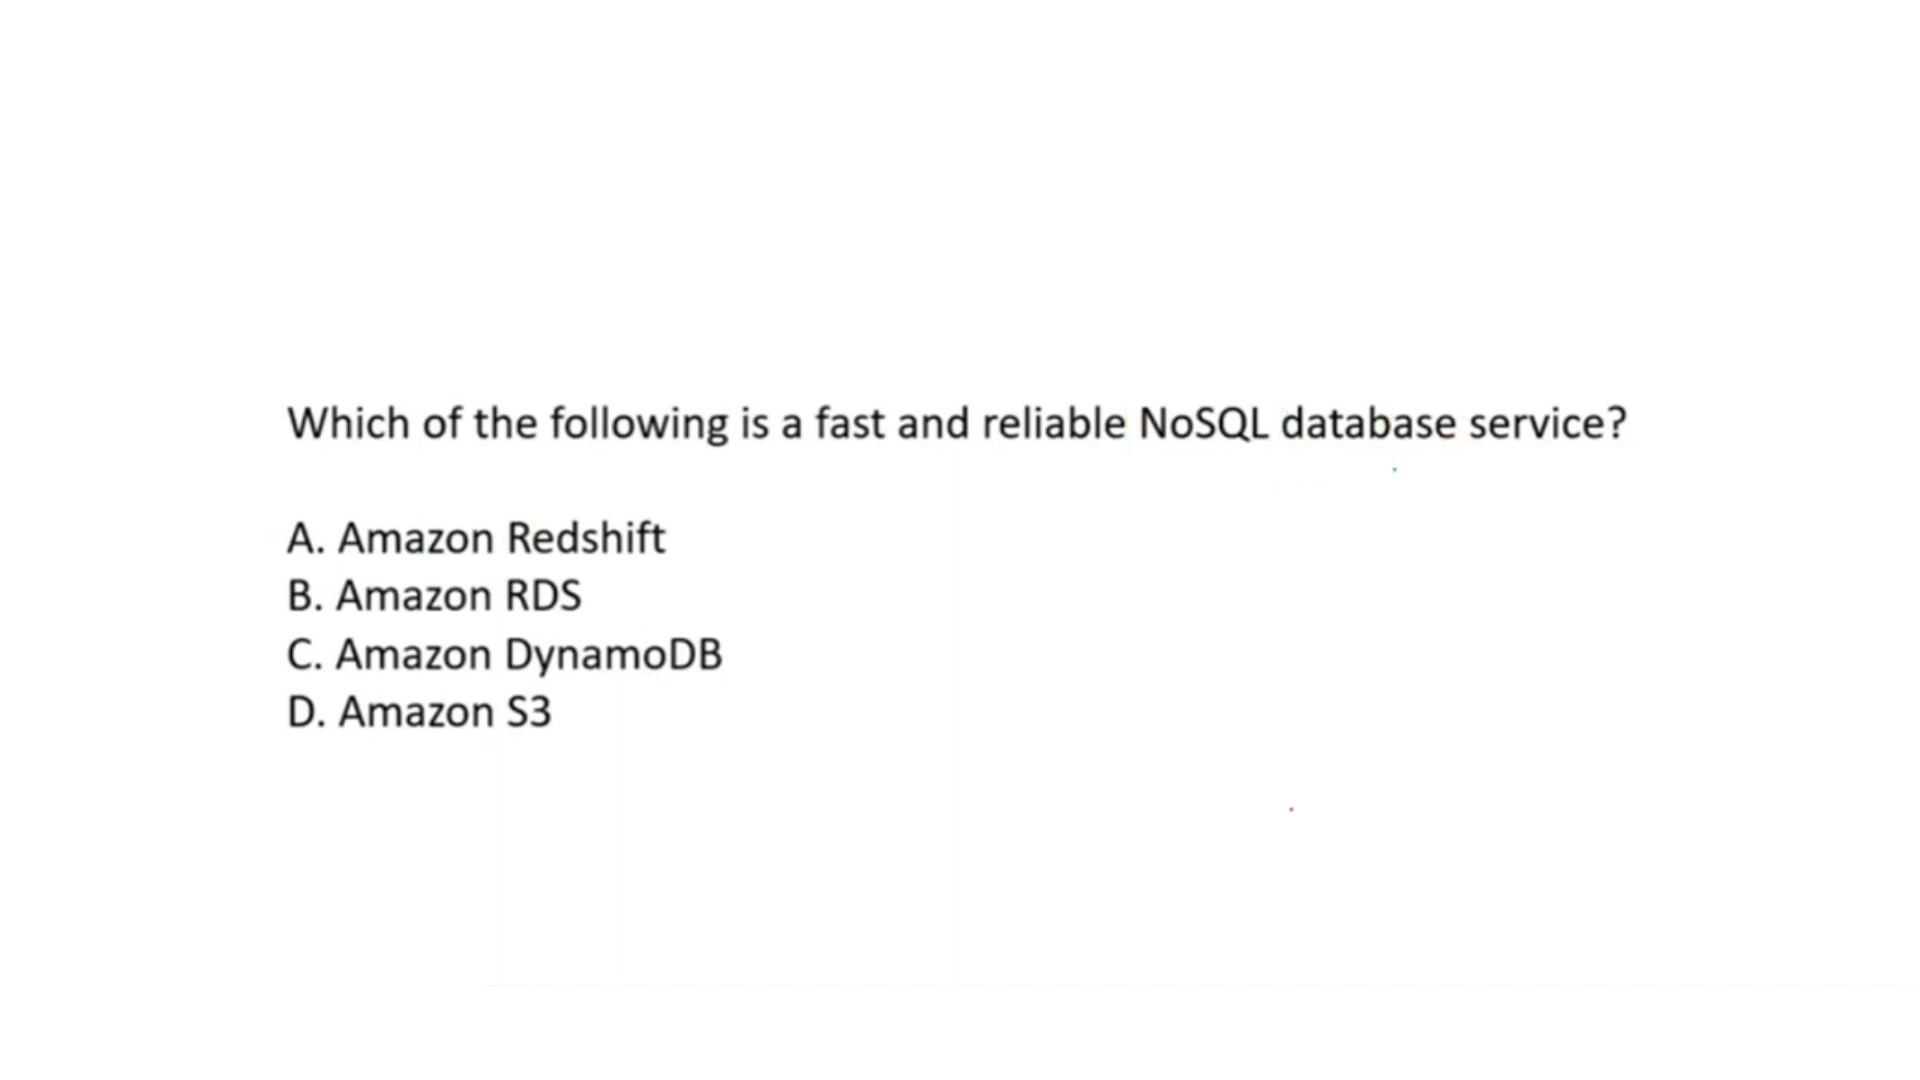 Which of the following is a fast and reliable NoSQL database service?
A. Amazon Redshift
B. Amazon RDS
C. Amazon DynamoDB
D. Amazon S3